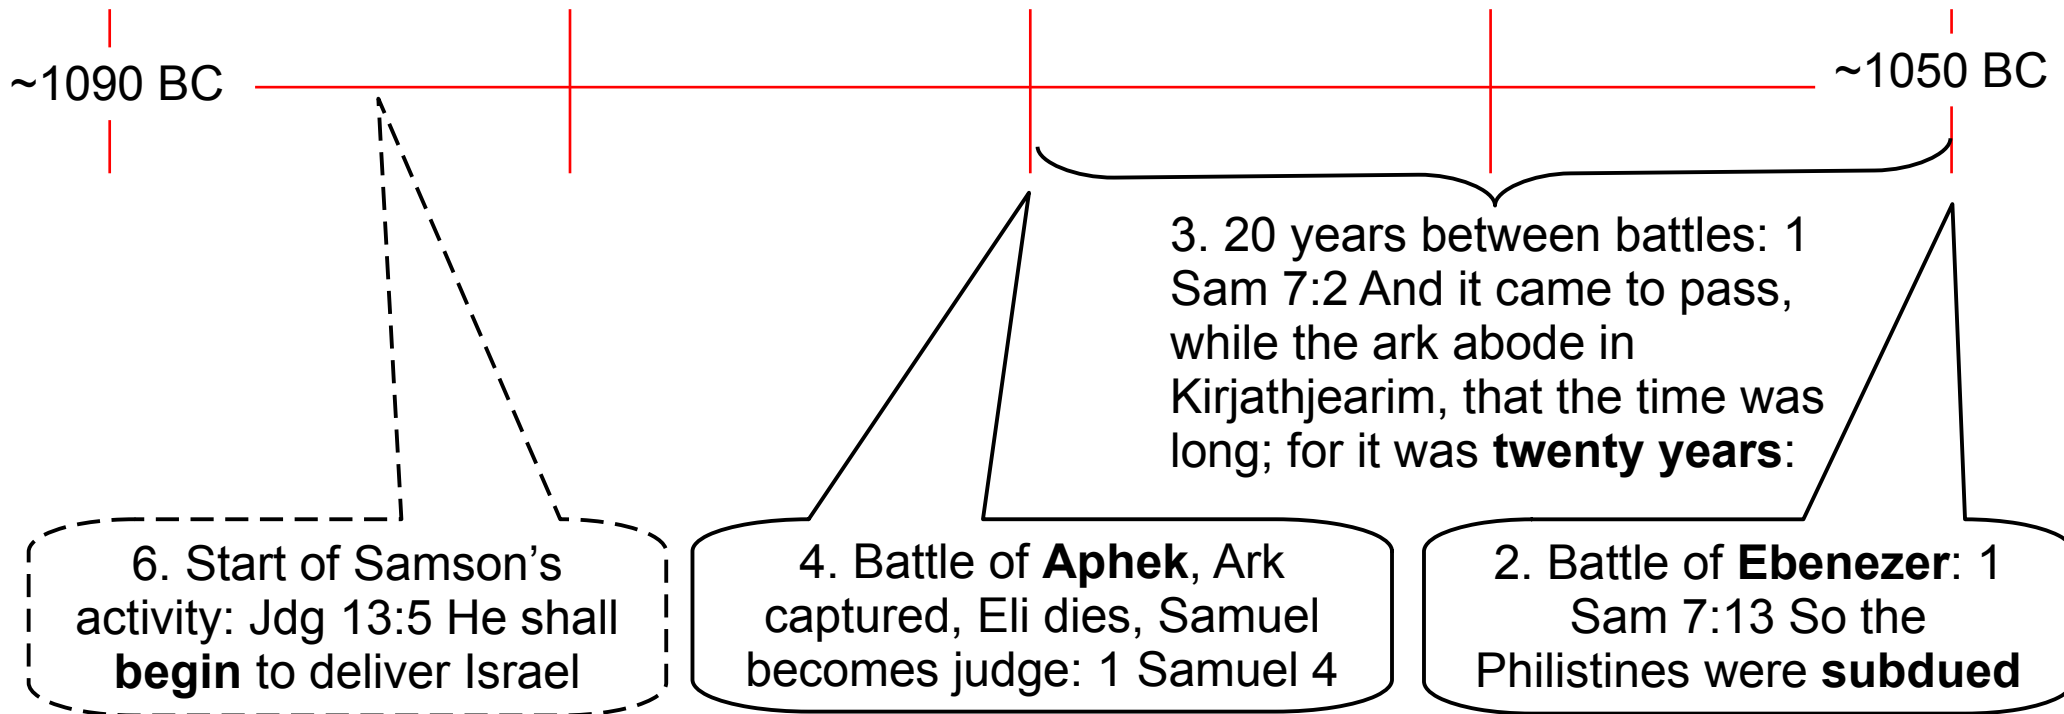 ~1090 BC
~1050 BC
3. 20 years between battles: 1
Sam 7:2 And it came to pass,
while the ark abode in
Kirjathjearim, that the time was
long; for it was twenty years:
6. Start of Samson’s
activity: Jdg 13:5 He shall
begin to deliver Israel
4. Battle of Aphek, Ark
captured, Eli dies, Samuel
becomes judge: 1 Samuel 4
2. Battle of Ebenezer: 1
Sam 7:13 So the
Philistines were subdued